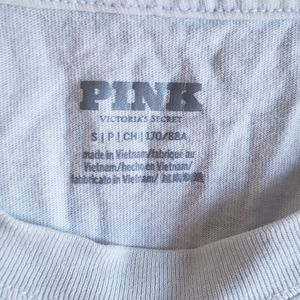 PINK
VICTORIA'S SECRET
S | P | CH | 170/88A
made in Vietnam/fabriqué au
Vietnam/hecho en Vietnam/
fabbricato in Vietnam/